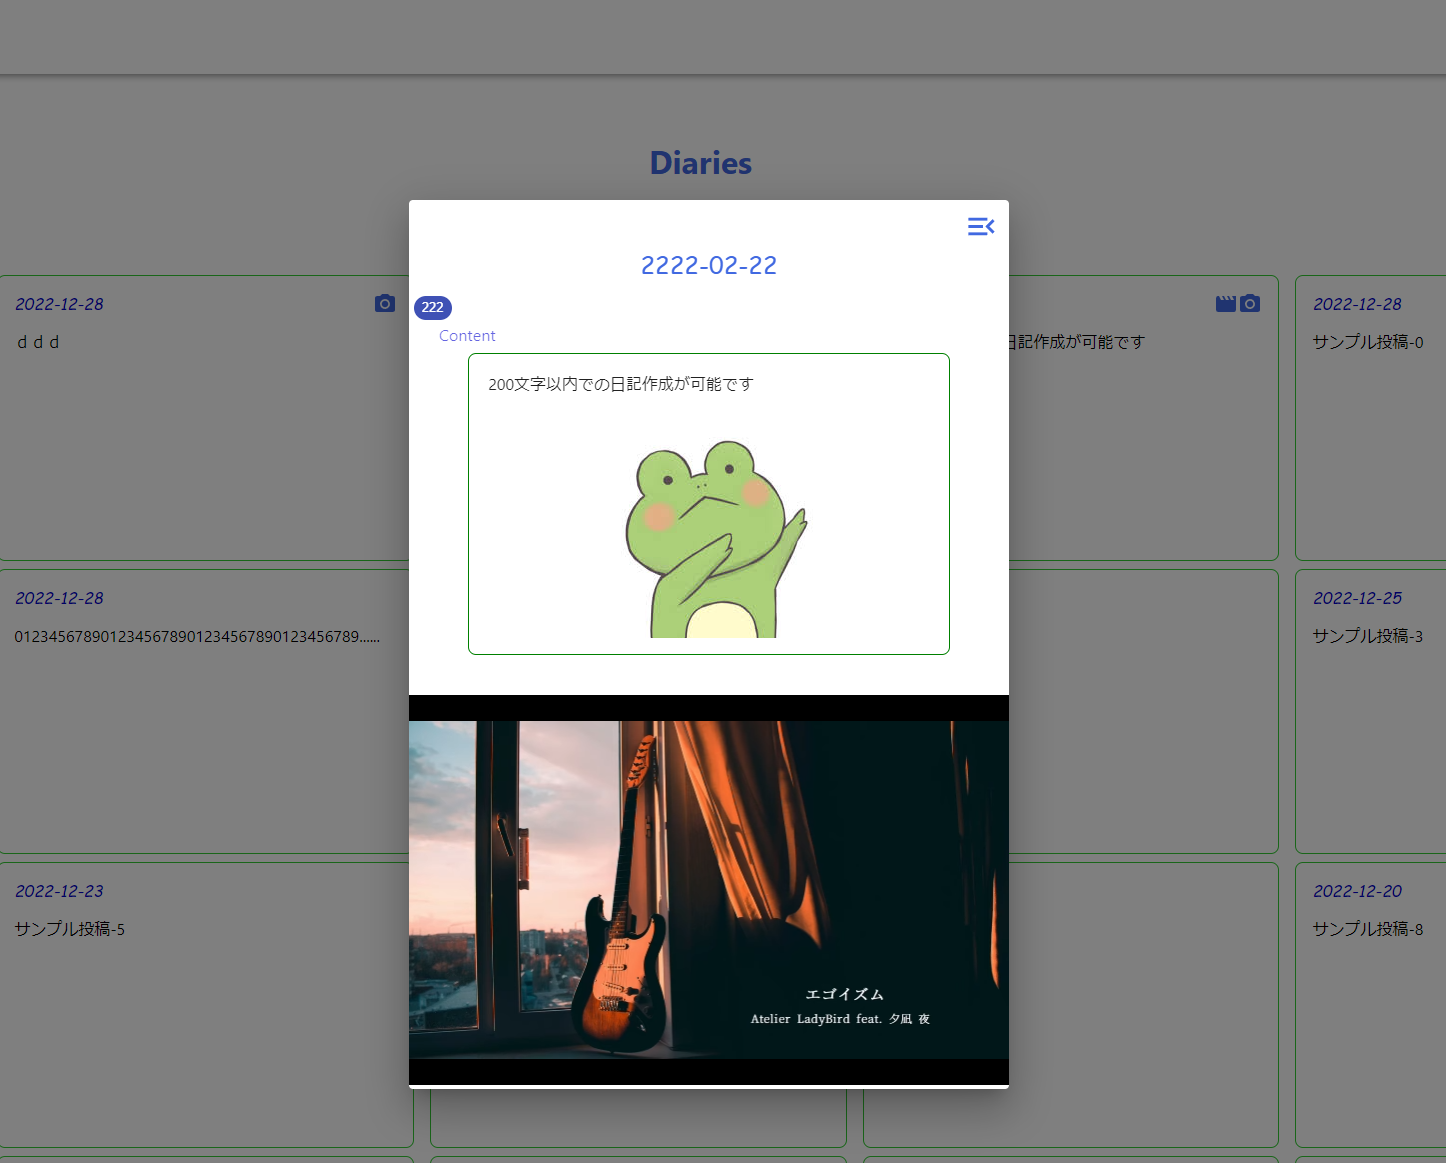 Diaries
2222-02-22
222
Content
200文字以内での日記作成が可能です
エゴイズム
Atelier LadyBird feat. 夕凪 夜
2022-12-28
ｄｄｄ
日記作成が可能です
2022-12-28
サンプル投稿-0
2022-12-28
0123456789012345678901234567890123456789......
2022-12-25
サンプル投稿-3
2022-12-23
サンプル投稿-5
2022-12-20
サンプル投稿-8